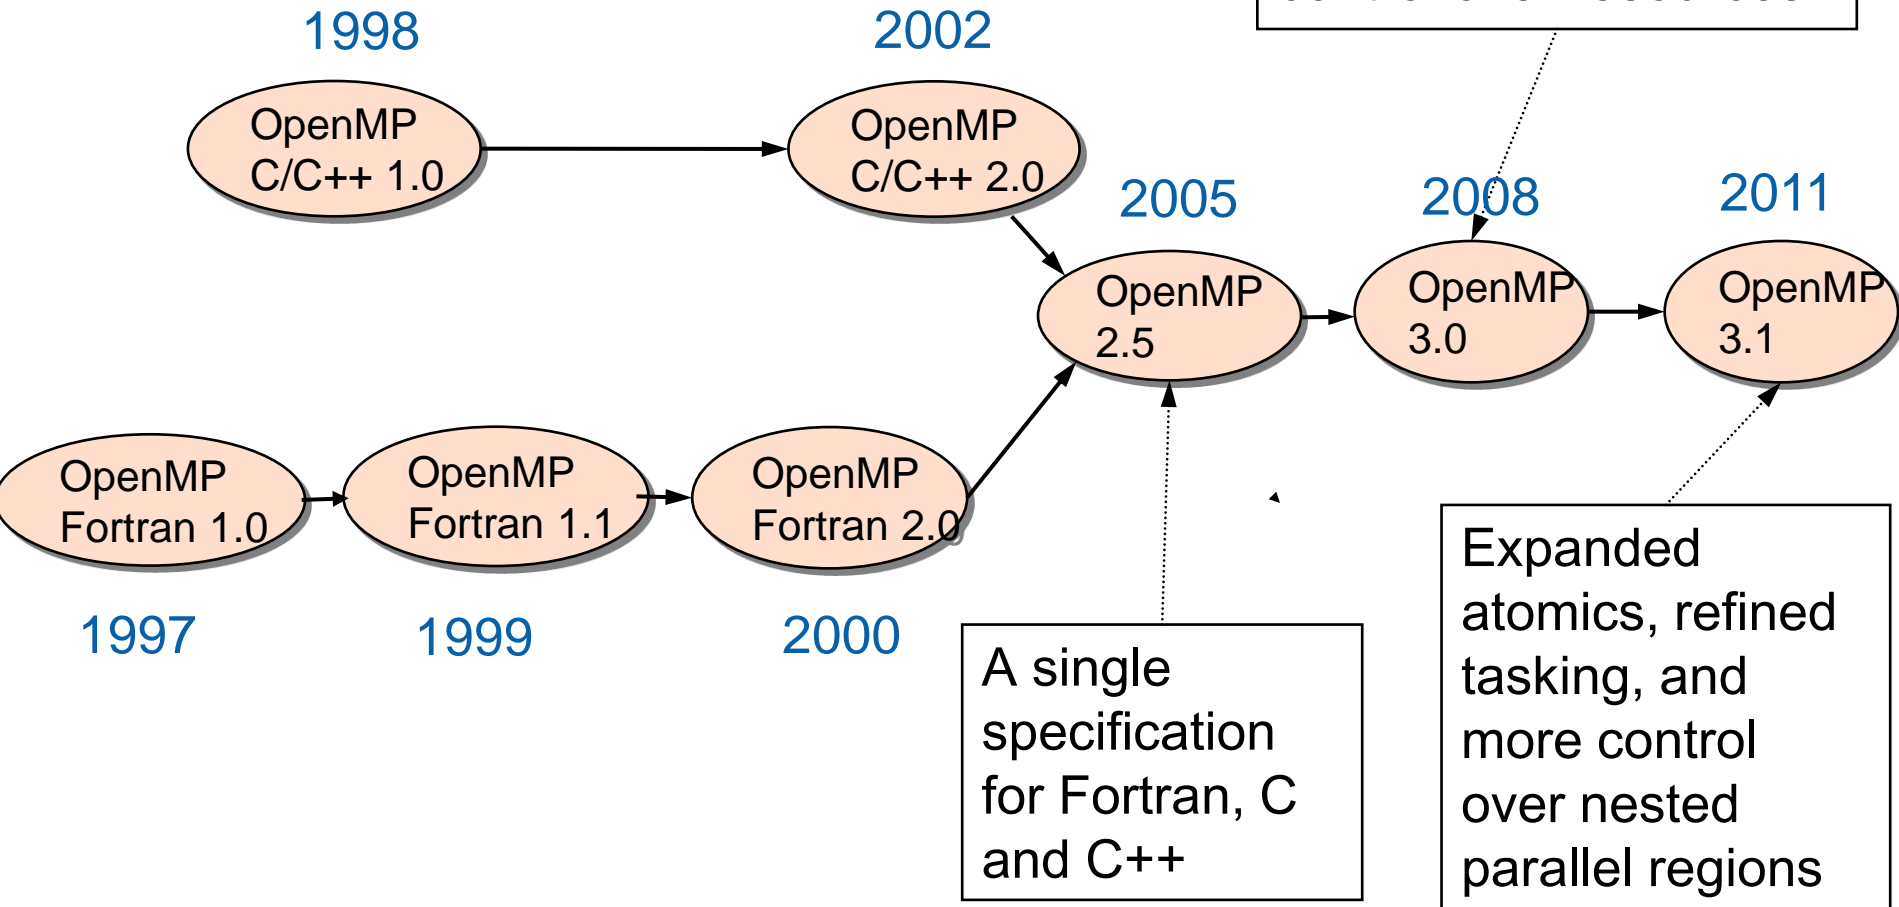 1998
2002
OpenMP
C/C++ 1.0
OpenMP
C/C++ 2.0
2005
2008
2011
OpenMP
2.5
OpenMP
3.0
OpenMP
3.1
OpenMP
Fortran 1.0
OpenMP
Fortran 1.1
OpenMP
Fortran 2.0
1997
1999
2000
A single
specification
for Fortran, C
and C++
Expanded
atomics, refined
tasking, and
more control
over nested
parallel regions